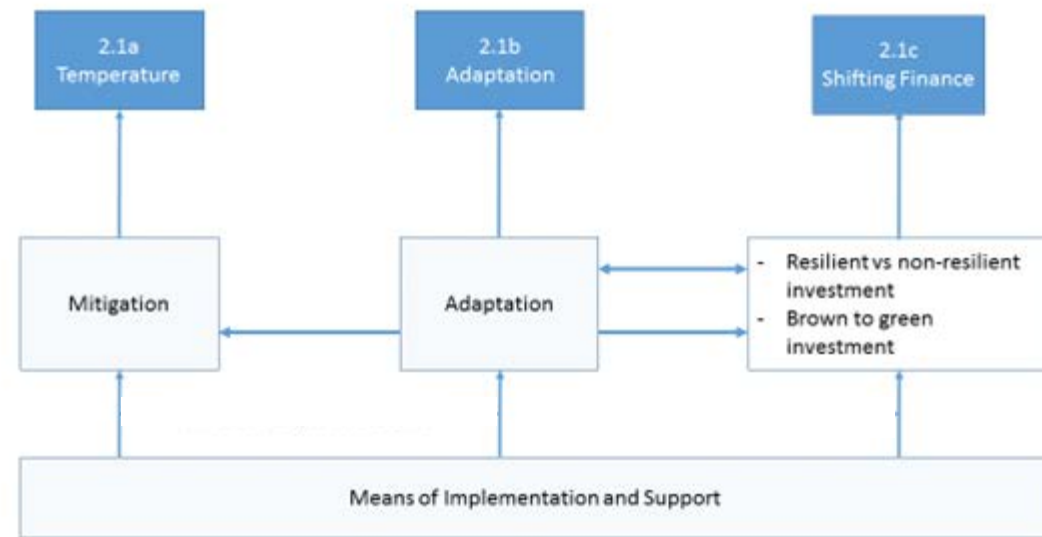 2.1a
Temperature
2.1b
Adaptation
2.1c
Shifting Finance
Mitigation
Adaptation
- Resilient vs non-resilient
investment
- Brown to green
investment
Means of Implementation and Support